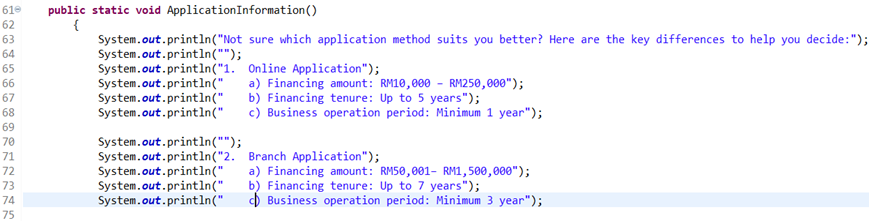 61 public static void ApplicationInformation()
62 {
63 System.out.println("Not sure which application method suits you better? Here are the key differences to help you decide:");
64 System.out.println("");
65 System.out.println("1.  Online Application");
66 System.out.println("    a) Financing amount: RM10,000 – RM250,000");
67 System.out.println("    b) Financing tenure: Up to 5 years");
68 System.out.println("    c) Business operation period: Minimum 1 year");
69
70 System.out.println("");
71 System.out.println("2.  Branch Application");
72 System.out.println("    a) Financing amount: RM50,001– RM1,500,000");
73 System.out.println("    b) Financing tenure: Up to 7 years");
74 System.out.println("    c) Business operation period: Minimum 3 year");
75